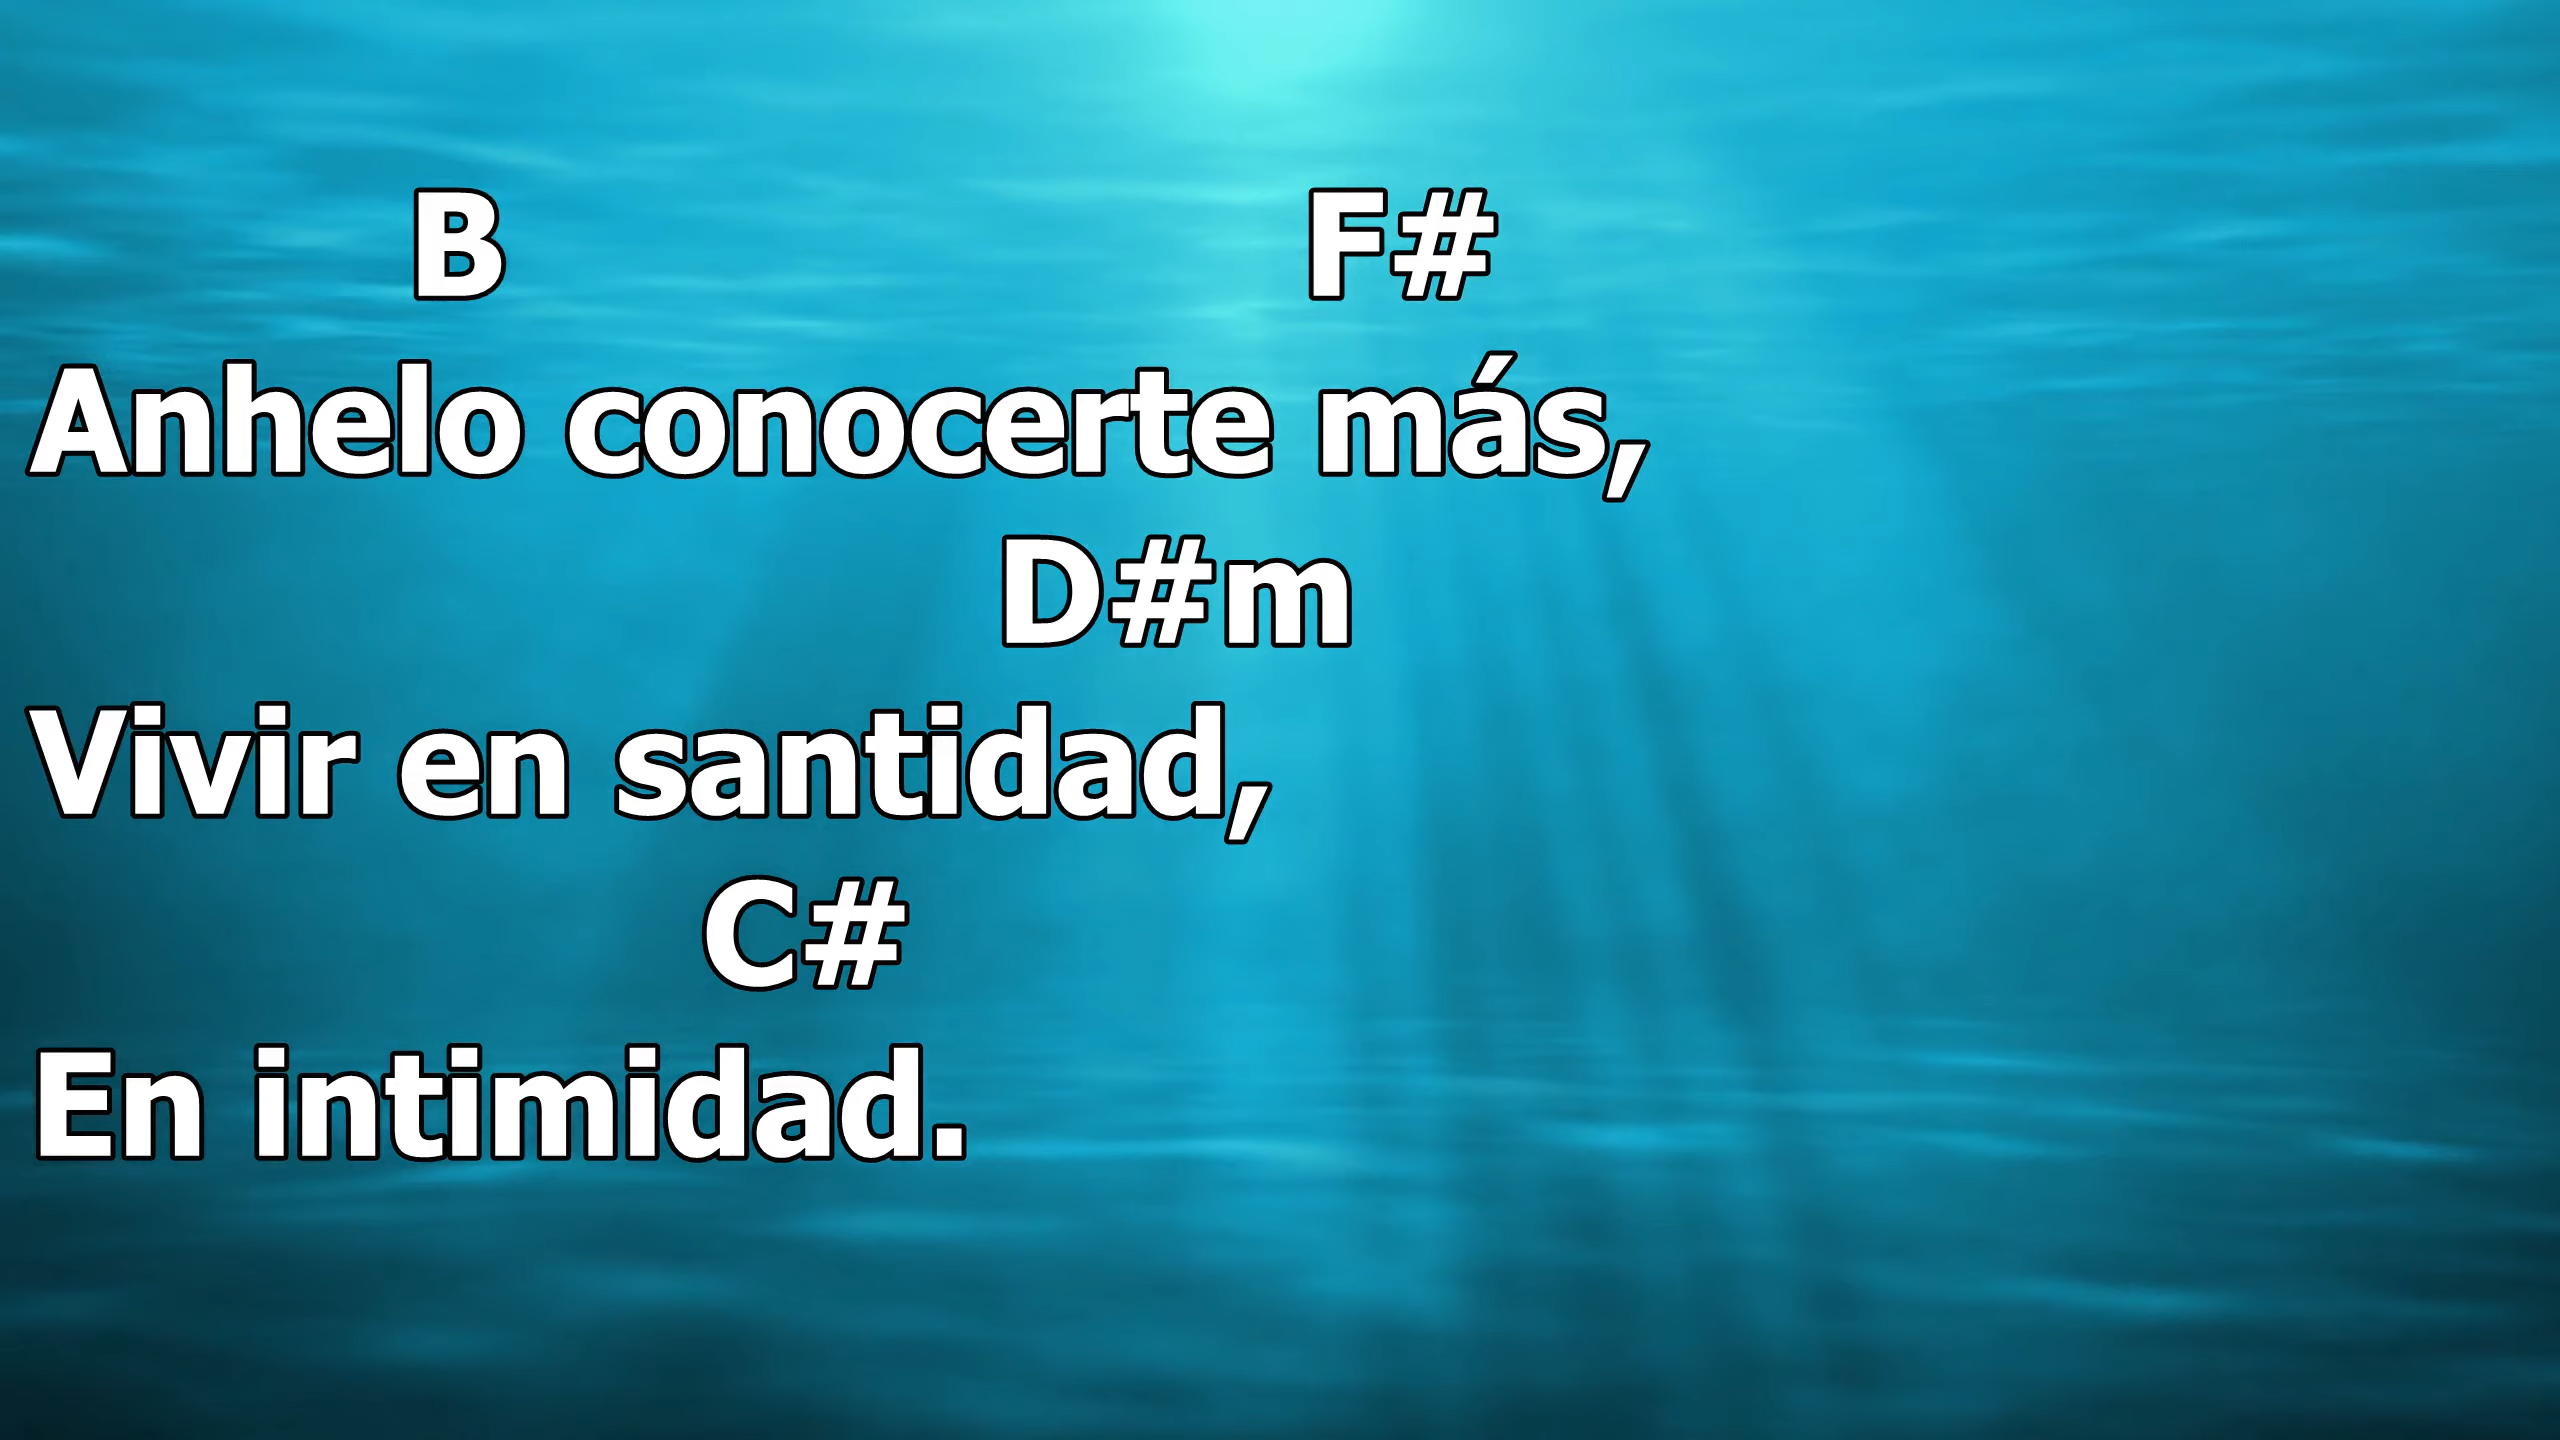 B F#
Anhelo conocerte más,
D#m
Vivir en santidad,
C#
En intimidad.